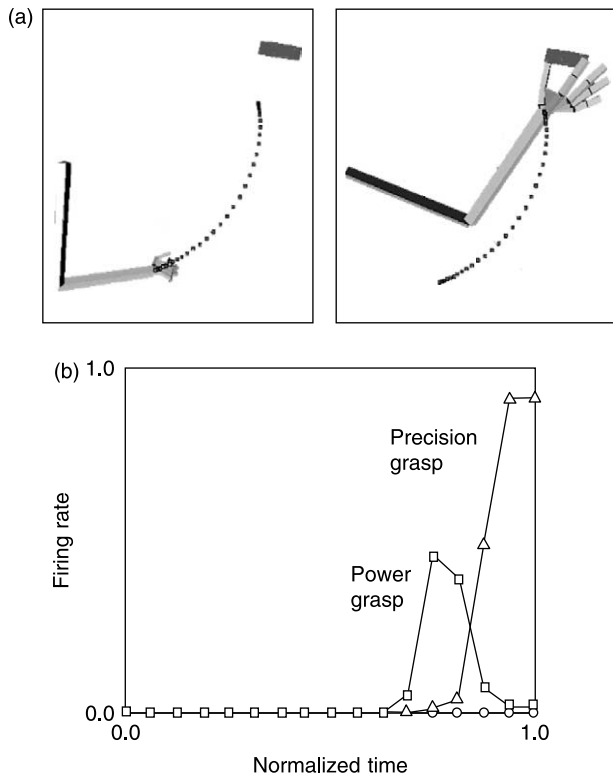 (a)
(b)
1.0
Precision
grasp
Firing rate
Power
grasp
0.0
0.0
1.0
Normalized time